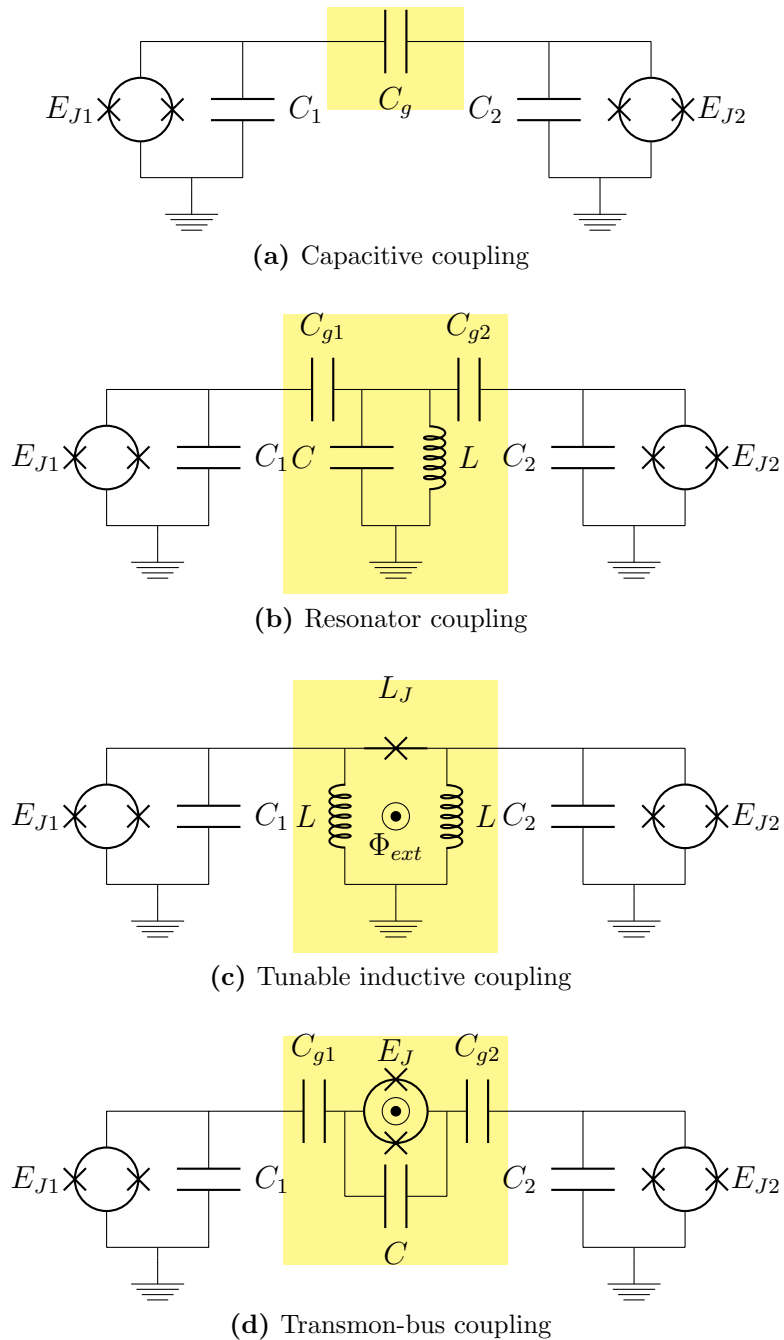 E_{J1} C_1 C_g C_2 E_{J2}
(a) Capacitive coupling
C_{g1} C_{g2}
E_{J1} C_1 C L C_2 E_{J2}
(b) Resonator coupling
L_J
E_{J1} C_1 L Φ_{ext} L C_2 E_{J2}
(c) Tunable inductive coupling
C_{g1} E_J C_{g2}
E_{J1} C_1 C_2 E_{J2}
C
(d) Transmon-bus coupling